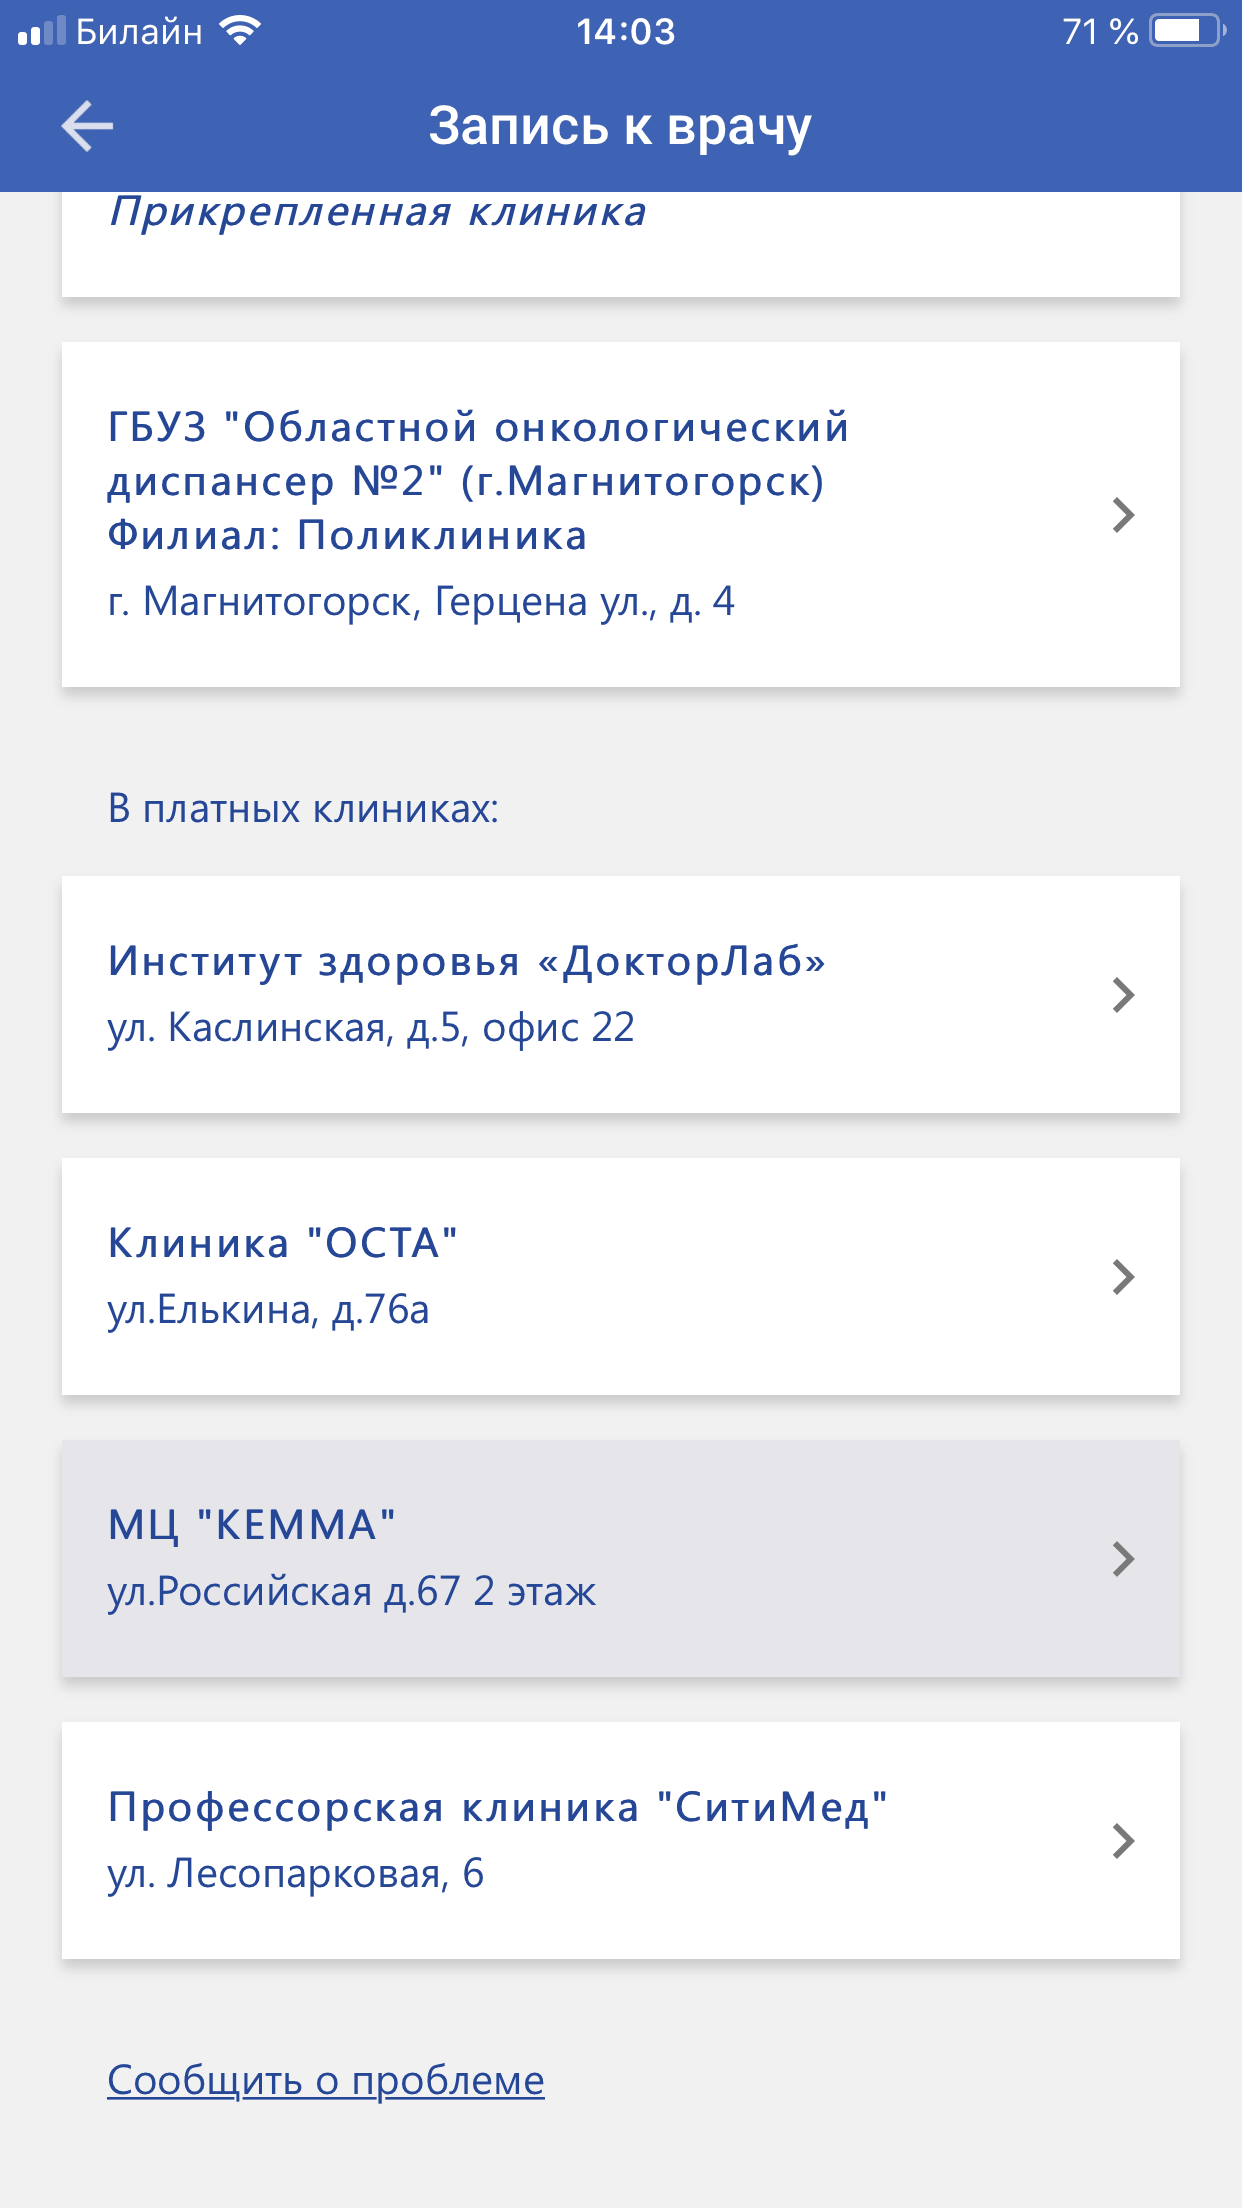 Билайн 14:03 71 %
Запись к врачу
Прикрепленная клиника
ГБУЗ "Областной онкологический
диспансер №2" (г.Магнитогорск)
Филиал: Поликлиника
г. Магнитогорск, Герцена ул., д. 4
В платных клиниках:
Институт здоровья «ДокторЛаб»
ул. Каслинская, д.5, офис 22
Клиника "ОСТА"
ул.Елькина, д.76а
МЦ "КЕММА"
ул.Российская д.67 2 этаж
Профессорская клиника "СитиМед"
ул. Лесопарковая, 6
Сообщить о проблеме